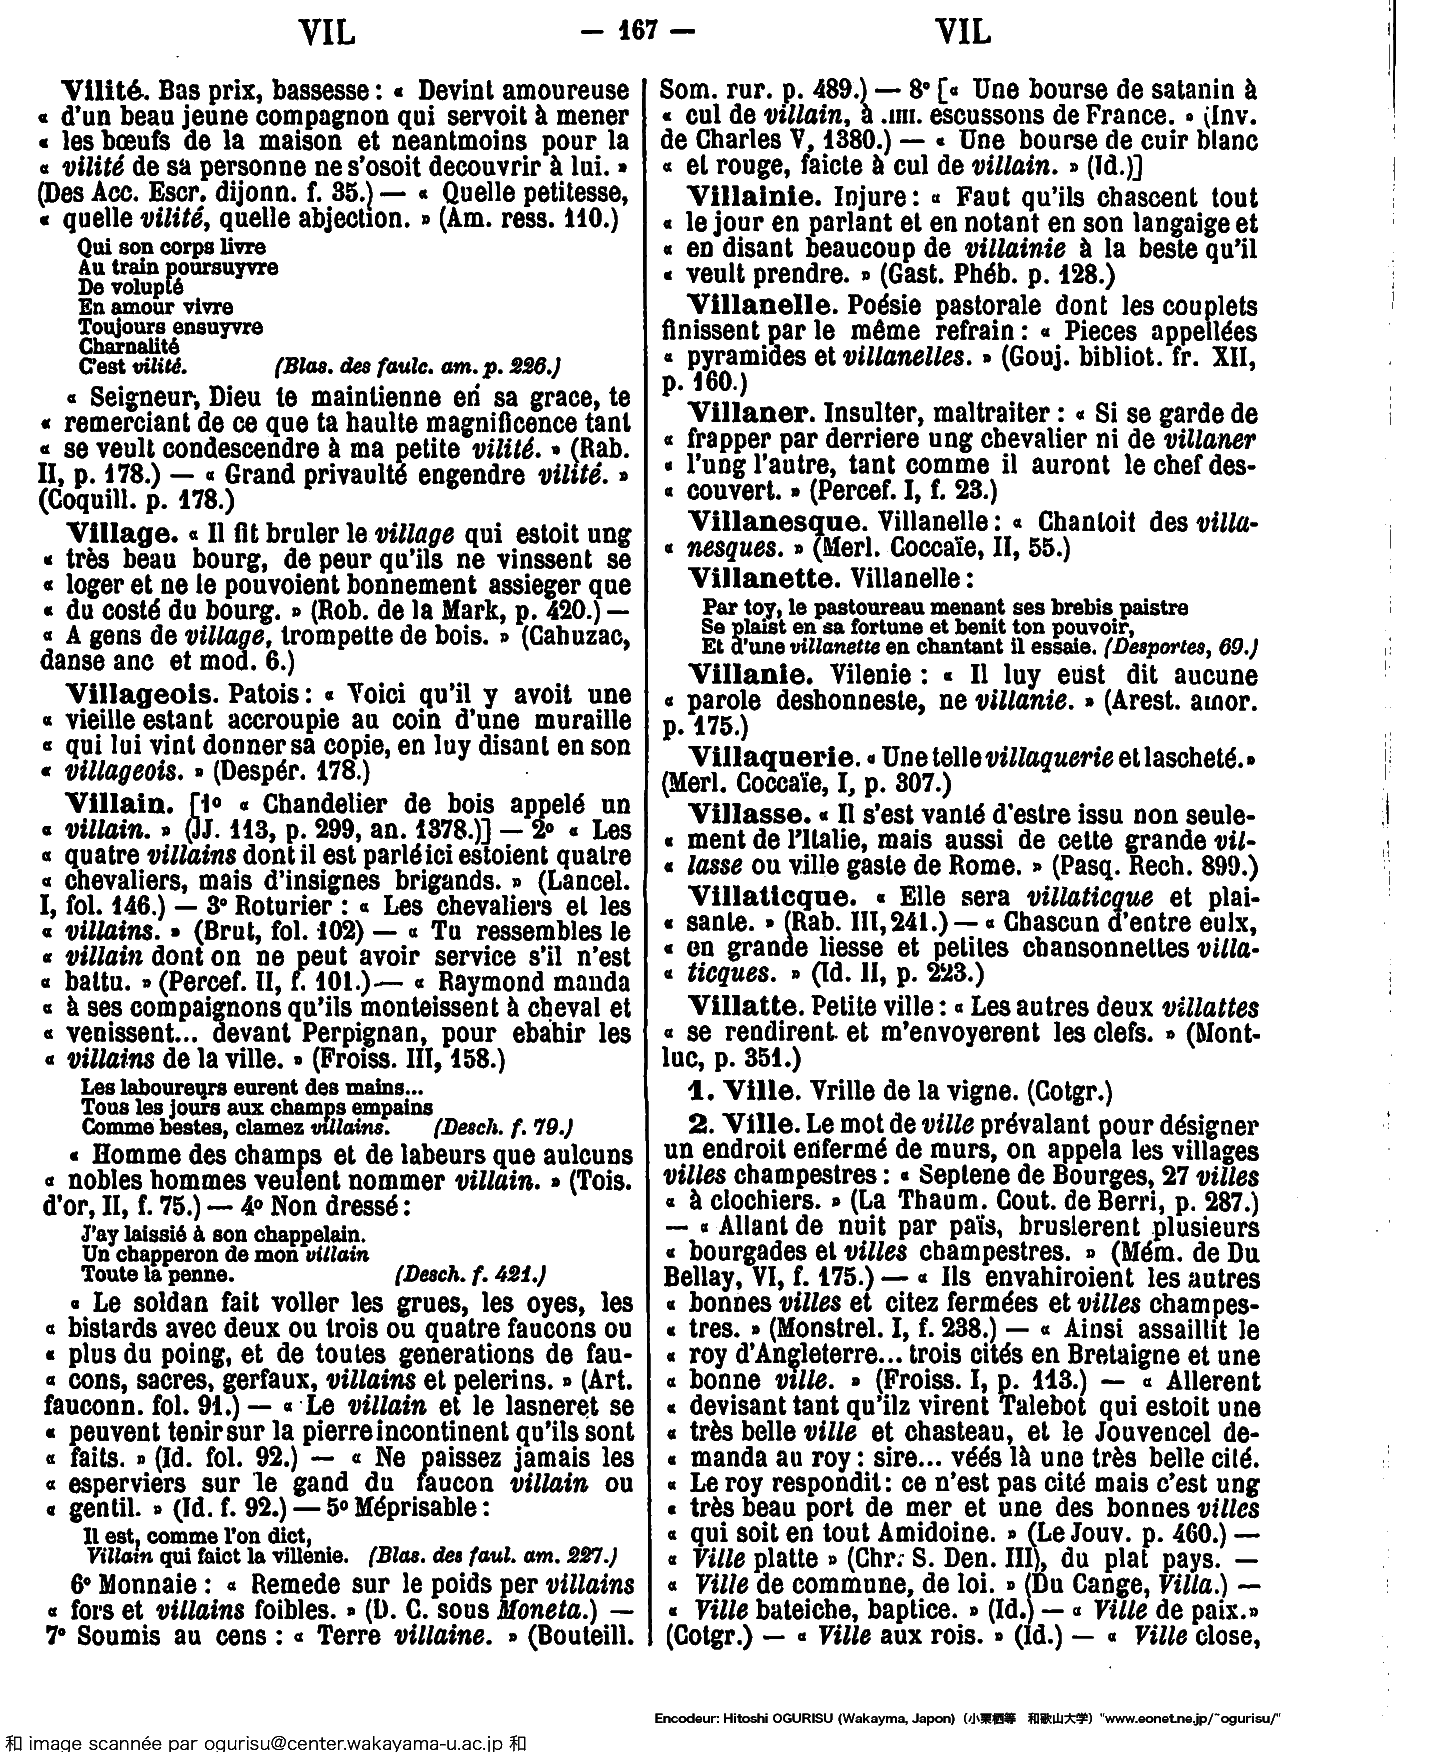 VIL — 167 — VIL
Vilité. Bas prix, bassesse : « Devint amoureuse
« d'un beau jeune compagnon qui servoit à mener
« les bœufs de la maison et neantmoins pour la
« vilité de sa personne ne s'osoit decouvrir à lui. »
(Des Acc. Escr. dijonn. f. 35.) — « Quelle petitesse,
« quelle vilité, quelle abjection. » (Am. ress. 110.)
Qui son corps livre
Au train poursuyvre
De volupté
En amour vivre
Toujours ensuyvre
Charnalité
C'est vilité. (Blas. des faulc. am. p. 226.)
« Seigneur, Dieu te maintienne en sa grace, te
« remerciant de ce que ta haulte magnificence tant
« se veult condescendre à ma petite vilité. » (Rab.
II, p. 178.) — « Grand privaulté engendre vilité. »
(Coquill. p. 178.)
Village. « Il fit bruler le village qui estoit ung
« très beau bourg, de peur qu'ils ne vinssent se
« loger et ne le pouvoient bonnement assieger que
« du costé du bourg. » (Rob. de la Mark, p. 420.) —
« A gens de village, trompette de bois. » (Cahuzac,
danse anc et mod. 6.)
Villageois. Patois : « Voici qu'il y avoit une
« vieille estant accroupie au coin d'une muraille
« qui lui vint donner sa copie, en luy disant en son
« villageois. » (Despér. 178.)
Villain. [1º « Chandelier de bois appelé un
« villain. » (JJ. 113, p. 299, an. 1378.)] — 2º « Les
« quatre villains dont il est parlé ici estoient quatre
« chevaliers, mais d'insignes brigands. » (Lancel.
I, fol. 146.) — 3º Roturier : « Les chevaliers et les
« villains. » (Brut, fol. 102) — « Tu ressembles le
« villain dont on ne peut avoir service s'il n'est
« battu. » (Percef. II, f. 101.) — « Raymond manda
« à ses compaignons qu'ils monteissent à cheval et
« venissent... devant Perpignan, pour ebahir les
« villains de la ville. » (Froiss. III, 158.)
Les laboureurs eurent des mains...
Tous les jours aux champs empains
Comme bestes, clamez villains. (Desch. f. 79.)
« Homme des champs et de labeurs que aulcuns
« nobles hommes veulent nommer villain. » (Tois.
d'or, II, f. 75.) — 4º Non dressé :
J'ay laissié à son chappelain.
Un chapperon de mon villain
Toute la penne. (Desch. f. 421.)
« Le soldan fait voller les grues, les oyes, les
« bistards avec deux ou trois ou quatre faucons ou
« plus du poing, et de toutes generations de fau-
« cons, sacres, gerfaux, villains et pelerins. » (Art.
fauconn. fol. 91.) — « Le villain et le lasneret se
« peuvent tenir sur la pierre incontinent qu'ils sont
« faits. » (Id. fol. 92.) — « Ne paissez jamais les
« esperviers sur le gand du faucon villain ou
« gentil. » (Id. f. 92.) — 5º Méprisable :
Il est, comme l'on dict,
Villain qui faict la villenie. (Blas. des faul. am. 227.)
6º Monnaie : « Remede sur le poids per villains
« fors et villains foibles. » (D. C. sous Moneta.) —
7º Soumis au cens : « Terre villaine. » (Bouteill.
Som. rur. p. 489.) — 8º [« Une bourse de satanin à
« cul de villain, à .IIII. escussons de France. » (Inv.
de Charles V, 1380.) — « Une bourse de cuir blanc
« et rouge, faicte à cul de villain. » (Id.)]
Villainie. Injure : « Faut qu'ils chascent tout
« le jour en parlant et en notant en son langaige et
« en disant beaucoup de villainie à la beste qu'il
« veult prendre. » (Gast. Phéb. p. 128.)
Villanelle. Poésie pastorale dont les couplets
finissent par le même refrain : « Pieces appellées
« pyramides et villanelles. » (Gouj. bibliot. fr. XII,
p. 160.)
Villaner. Insulter, maltraiter : « Si se garde de
« frapper par derriere ung chevalier ni de villaner
« l'ung l'autre, tant comme il auront le chef des-
« couvert. » (Percef. I, f. 23.)
Villanesque. Villanelle : « Chantoit des villa-
« nesques. » (Merl. Coccaïe, II, 55.)
Villanette. Villanelle :
Par toy, le pastoureau menant ses brebis paistre
Se plaist en sa fortune et benit ton pouvoir,
Et d'une villanette en chantant il essaie. (Desportes, 69.)
Villanie. Vilenie : « Il luy eust dit aucune
« parole deshonneste, ne villanie. » (Arest. amor.
p. 175.)
Villaquerie. « Une telle villaquerie et lascheté. »
(Merl. Coccaïe, I, p. 307.)
Villasse. « Il s'est vanté d'estre issu non seule-
« ment de l'Italie, mais aussi de cette grande vil-
« lasse ou ville gaste de Rome. » (Pasq. Rech. 899.)
Villaticque. « Elle sera villaticque et plai-
« sante. » (Rab. III, 241.) — « Chascun d'entre eulx,
« en grande liesse et petites chansonnettes villa-
« ticques. » (Id. II, p. 223.)
Villatte. Petite ville : « Les autres deux villattes
« se rendirent et m'envoyerent les clefs. » (Mont-
luc, p. 351.)
1. Ville. Vrille de la vigne. (Cotgr.)
2. Ville. Le mot de ville prévalant pour désigner
un endroit enfermé de murs, on appela les villages
villes champestres : « Septene de Bourges, 27 villes
« à clochiers. » (La Thaum. Cout. de Berri, p. 287.)
— « Allant de nuit par païs, bruslerent plusieurs
« bourgades et villes champestres. » (Mém. de Du
Bellay, VI, f. 175.) — « Ils envahiroient les autres
« bonnes villes et citez fermées et villes champes-
« tres. » (Monstrel. I, f. 238.) — « Ainsi assaillit le
« roy d'Angleterre... trois cités en Bretaigne et une
« bonne ville. » (Froiss. I, p. 113.) — « Allerent
« devisant tant qu'ilz virent Talebot qui estoit une
« très belle ville et chasteau, et le Jouvencel de-
« manda au roy : sire... véés là une très belle cité.
« Le roy respondit : ce n'est pas cité mais c'est ung
« très beau port de mer et une des bonnes villes
« qui soit en tout Amidoine. » (Le Jouv. p. 460.) —
« Ville platte » (Chr. S. Den. III), du plat pays. —
« Ville de commune, de loi. » (Du Cange, Villa.) —
« Ville bateiche, baptice. » (Id.) — « Ville de paix. »
(Cotgr.) — « Ville aux rois. » (Id.) — « Ville close,
Encodeur: Hitoshi OGURISU (Wakayma, Japon) (小栗栖等 和歌山大学) "www.eonet.ne.jp/~ogurisu/"
和 image scannée par ogurisu@center.wakayama-u.ac.jp 和